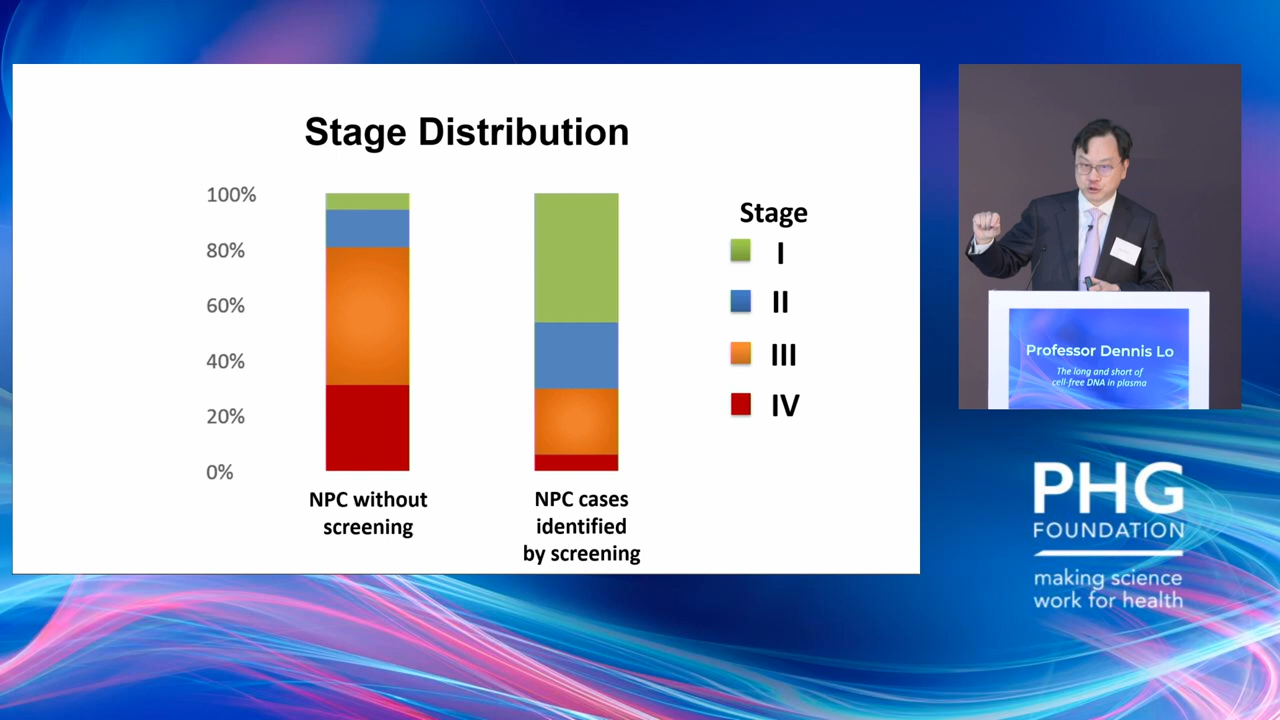 Stage Distribution
100%
80%
60%
40%
20%
0%
NPC without
screening
NPC cases
identified
by screening
Stage
I
II
III
IV
Professor Dennis Lo
The long and short of
cell-free DNA in plasma
PHG
FOUNDATION
making science
work for health